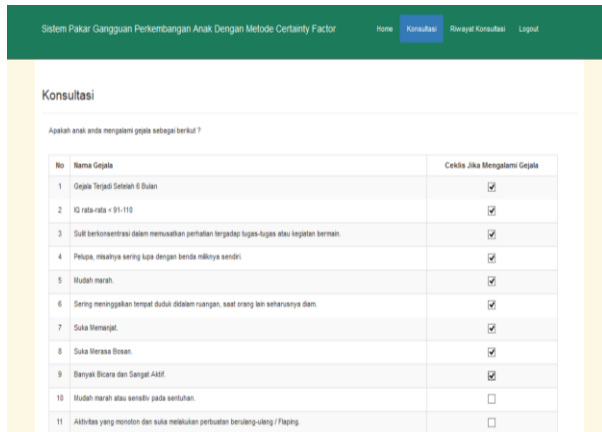 Sistem Pakar Gangguan Perkembangan Anak Dengan Metode Certainty Factor Home Konsultasi Riwayat Konsultasi Logout
Konsultasi
Apakah anak anda mengalami gejala sebagai berikut ?
No Nama Gejala Ceklis Jika Mengalami Gejala
1 Gejala Terjadi Setelah 6 Bulan
2 IQ rata-rata < 91-110
3 Sulit berkonsentrasi dalam memusatkan perhatian tergadap tugas-tugas atau kegiatan bermain.
4 Pelupa, misalnya sering lupa dengan benda miliknya sendiri.
5 Mudah marah.
6 Sering meninggalkan tempat duduk didalam ruangan, saat orang lain seharusnya diam.
7 Suka Memanjat.
8 Suka Merasa Bosan.
9 Banyak Bicara dan Sangat Aktif.
10 Mudah marah atau sensitiv pada sentuhan.
11 Aktivitas yang monoton dan suka melakukan perbuatan berulang-ulang / Flaping.